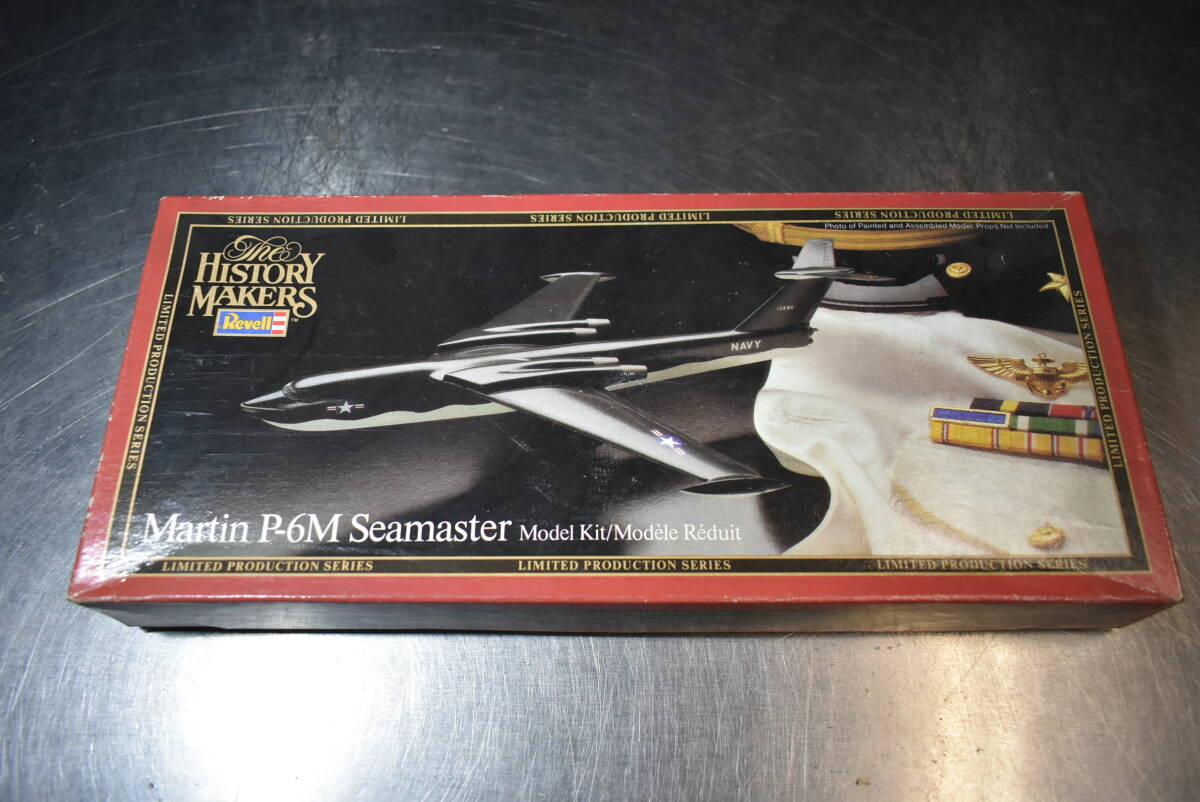 LIMITED PRODUCTION SERIES
LIMITED PRODUCTION SERIES
LIMITED PRODUCTION SERIES
Photo of Painted and Assembled Model. Props Not Included.
The
HISTORY
MAKERS
Revell
TM
LIMITED PRODUCTION SERIES
LIMITED PRODUCTION SERIES
NAVY
Martin P-6M Seamaster Model Kit/Modèle Réduit
LIMITED PRODUCTION SERIES
LIMITED PRODUCTION SERIES
LIMITED PRODUCTION SERIES